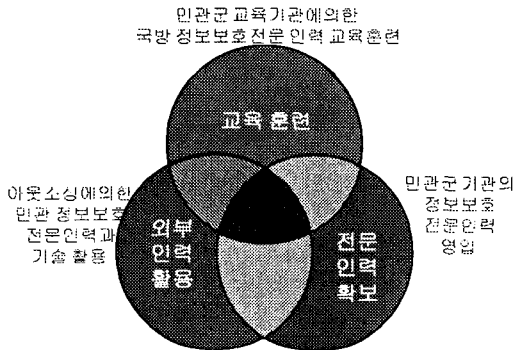 민관군 교육기관에의한
국방 정보보호전문 인력 교육훈련
교육 훈련
아웃소싱에의한
민관 정보보호
전문인력과
기술 활용
외부
인력
활용
전문
인력
확보
민관군기관의
정보보호
전문인력
영입